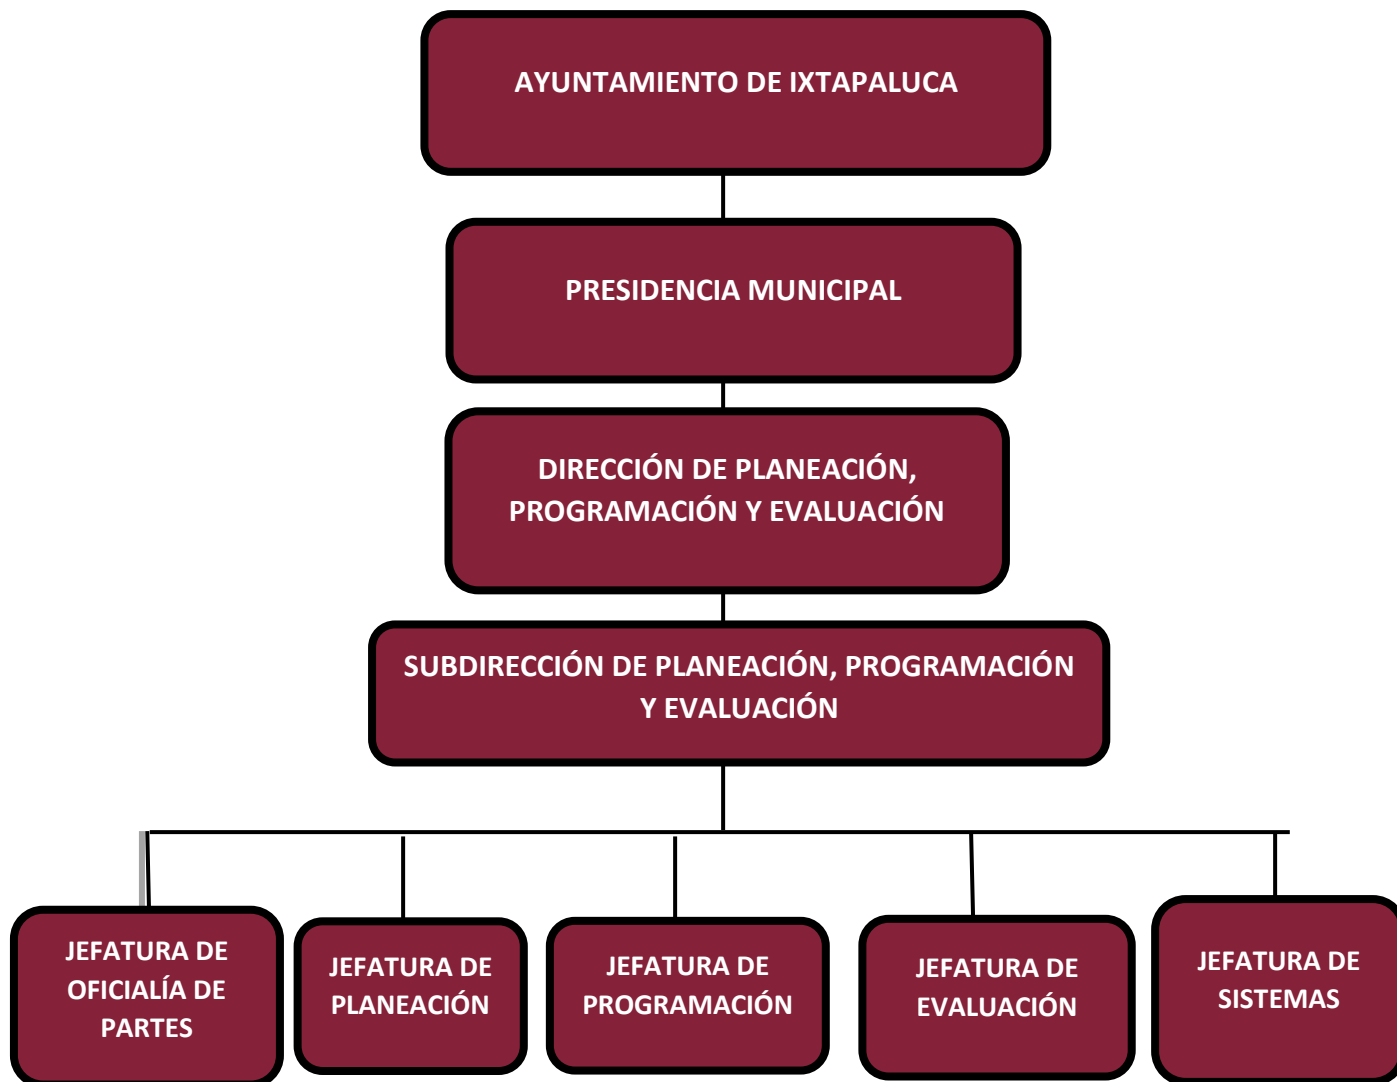 AYUNTAMIENTO DE IXTAPALUCA
PRESIDENCIA MUNICIPAL
DIRECCIÓN DE PLANEACIÓN,
PROGRAMACIÓN Y EVALUACIÓN
SUBDIRECCIÓN DE PLANEACIÓN, PROGRAMACIÓN
Y EVALUACIÓN
JEFATURA DE
OFICIALÍA DE
PARTES
JEFATURA DE
PLANEACIÓN
JEFATURA DE
PROGRAMACIÓN
JEFATURA DE
EVALUACIÓN
JEFATURA DE
SISTEMAS